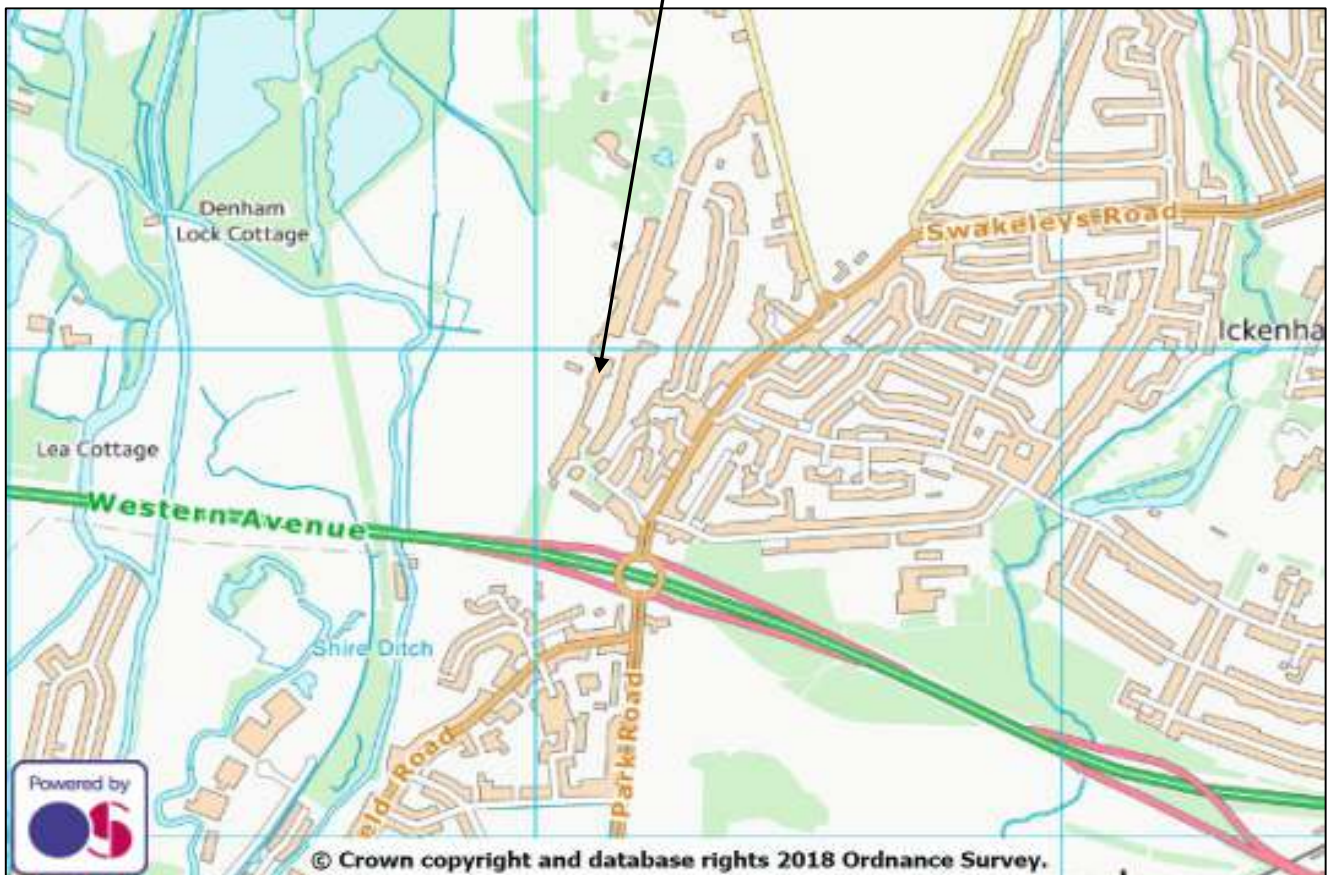 Denham
Lock Cottage
Swakeleys Road
Ickenha
Lea Cottage
Western Avenue
Shire Ditch
eld Road
Park Road
Powered by
OS
© Crown copyright and database rights 2018 Ordnance Survey.